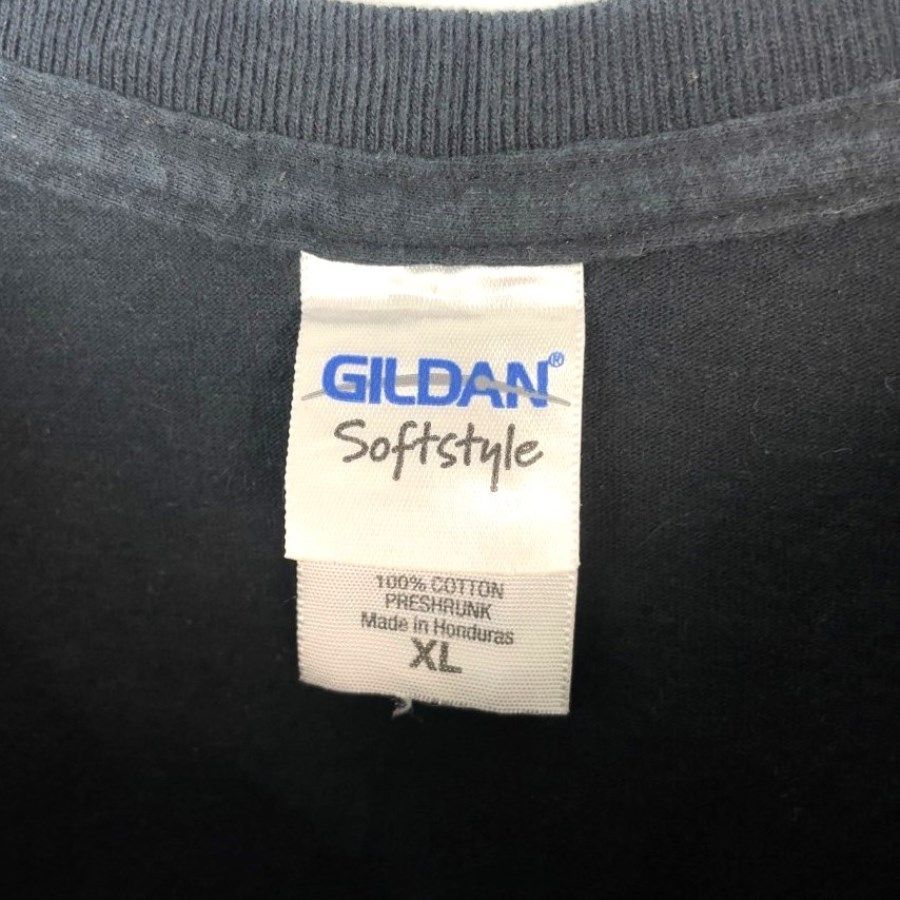 GILDAN®
Softstyle
100% COTTON
PRESHRUNK
Made in Honduras
XL